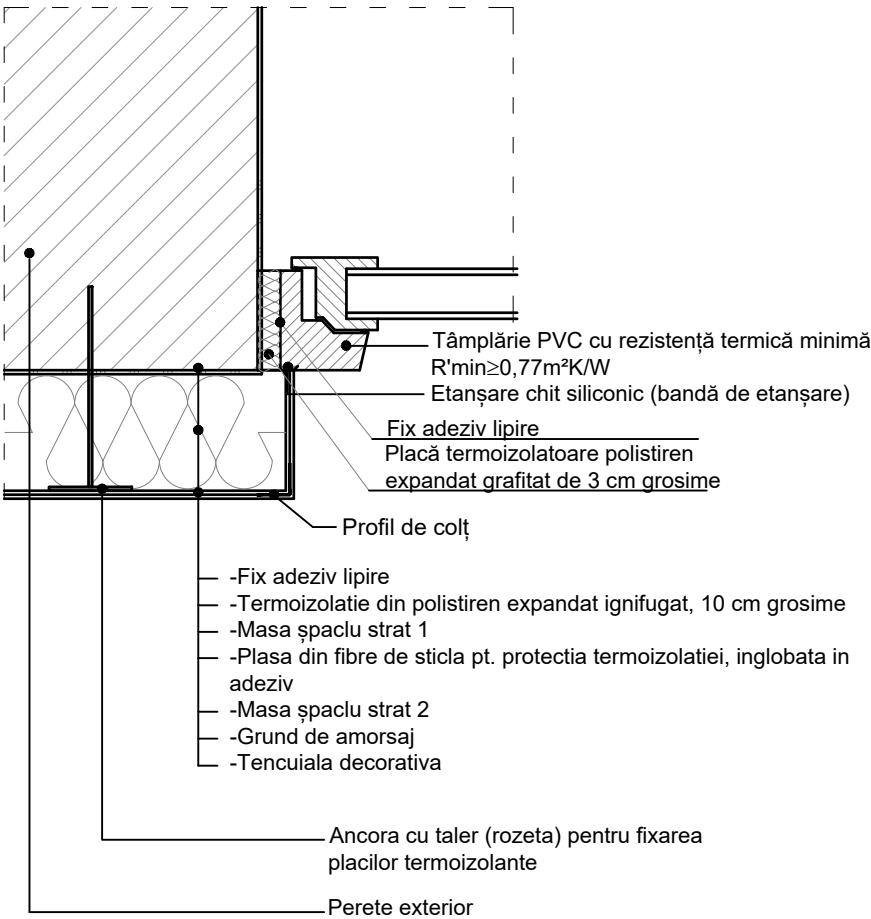 Tâmplărie PVC cu rezistență termică minimă
R'min≥0,77m²K/W
Etanșare chit siliconic (bandă de etanșare)
Fix adeziv lipire
Placă termoizolatoare polistiren
expandat grafitat de 3 cm grosime
Profil de colț
-Fix adeziv lipire
-Termoizolatie din polistiren expandat ignifugat, 10 cm grosime
-Masa șpaclu strat 1
-Plasa din fibre de sticla pt. protectia termoizolatiei, inglobata in
adeziv
-Masa șpaclu strat 2
-Grund de amorsaj
-Tencuiala decorativa
Ancora cu taler (rozeta) pentru fixarea
placilor termoizolante
Perete exterior